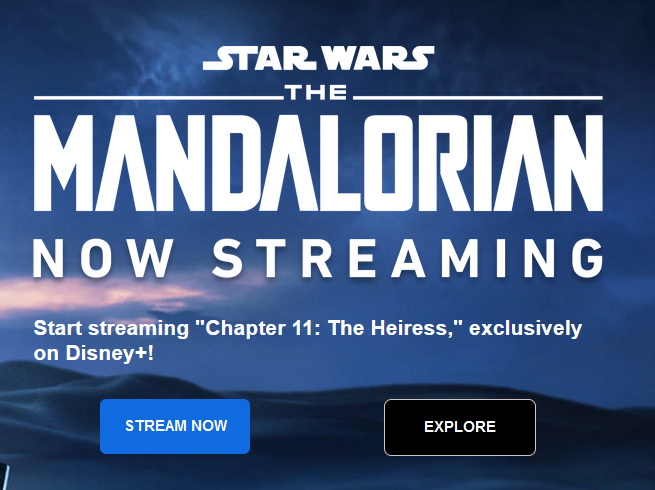 STAR WARS
THE
MANDALORIAN
NOW STREAMING
Start streaming "Chapter 11: The Heiress," exclusively
on Disney+!
STREAM NOW
EXPLORE